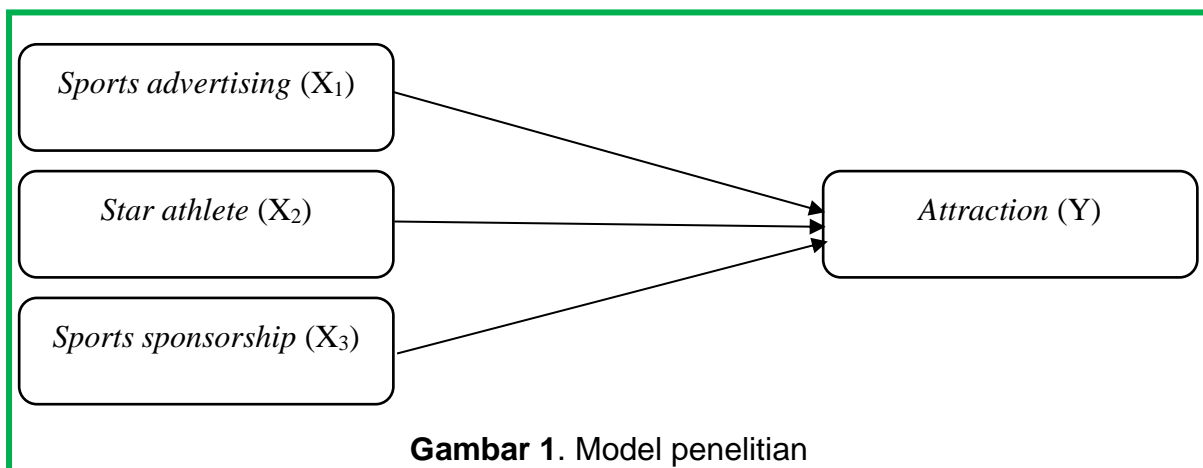 Sports advertising (X₁)
Star athlete (X₂)
Attraction (Y)
Sports sponsorship (X₃)
Gambar 1. Model penelitian